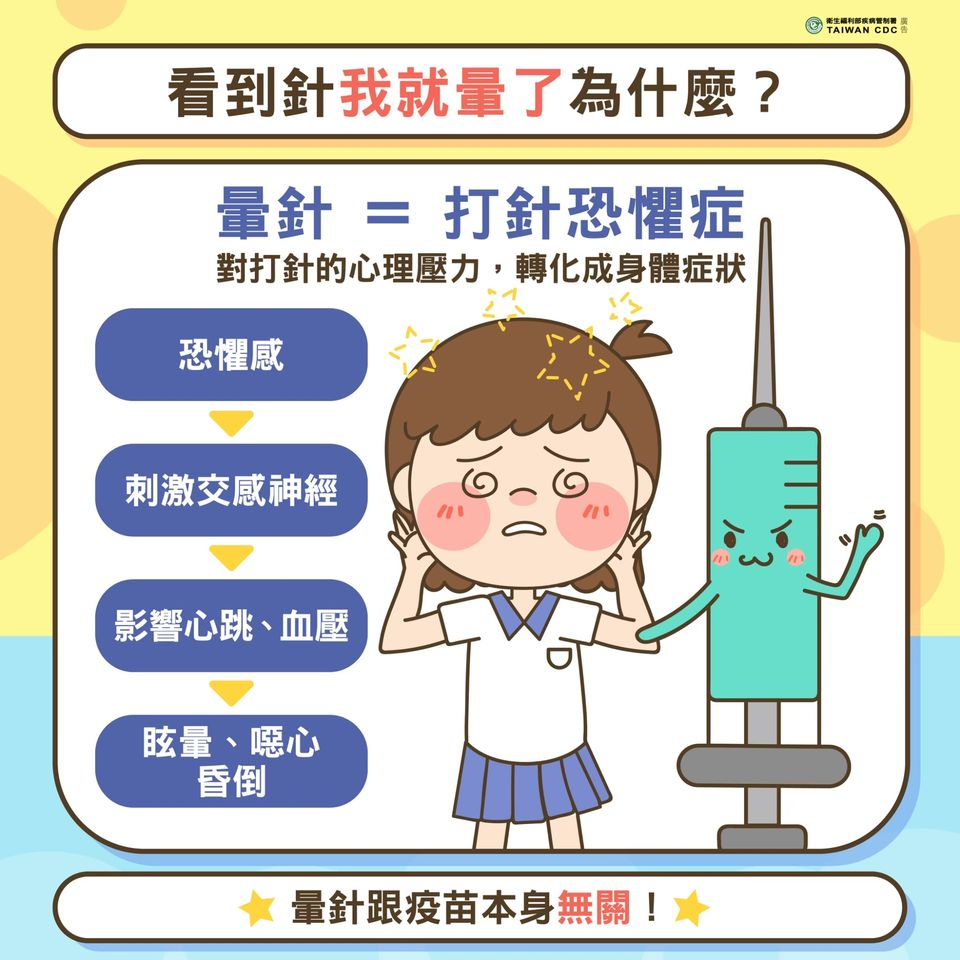 衛生福利部疾病管制署
TAIWAN CDC
廣告
看到針我就暈了為什麼？
暈針 = 打針恐懼症
對打針的心理壓力，轉化成身體症狀
恐懼感
刺激交感神經
影響心跳、血壓
眩暈、噁心
昏倒
暈針跟疫苗本身無關！